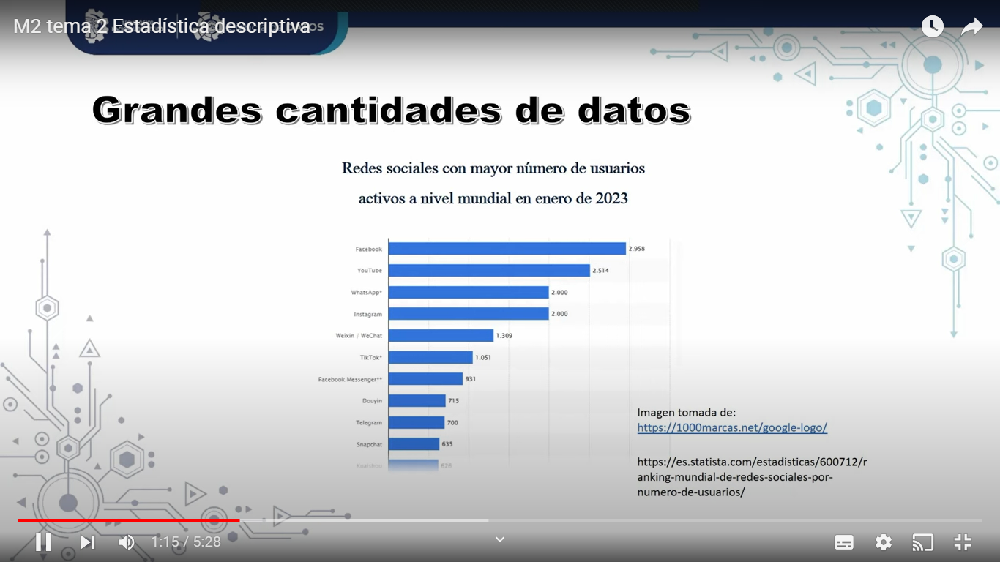 M2 tema 2 Estadística descriptiva
Grandes cantidades de datos
Redes sociales con mayor número de usuarios
activos a nivel mundial en enero de 2023
Facebook 2.958
YouTube 2.514
WhatsApp* 2.000
Instagram 2.000
Weixin / WeChat 1.309
TikTok* 1.051
Facebook Messenger** 931
Douyin 715
Telegram 700
Snapchat 635
Kuaishou 626
Imagen tomada de:
https://1000marcas.net/google-logo/
https://es.statista.com/estadisticas/600712/r
anking-mundial-de-redes-sociales-por-
numero-de-usuarios/
1:15 / 5:28